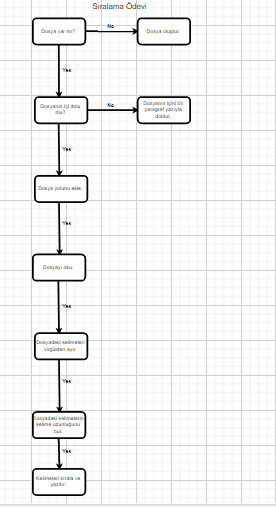 Sıralama Ödevi
Dosya var mı?
No
Dosya oluştur.
Yes
Dosyanın içi dolu
mu?
No
Dosyanın içini bir
paragraf yazıyla
doldur.
Yes
Dosya yolunu ekle.
Yes
Dosyayı oku.
Yes
Dosyadaki kelimeleri
virgülden ayır.
Yes
Dosyadaki kelimelerin
kelime uzunluğunu
bul.
Yes
Kelimeleri sırala ve
yazdır.